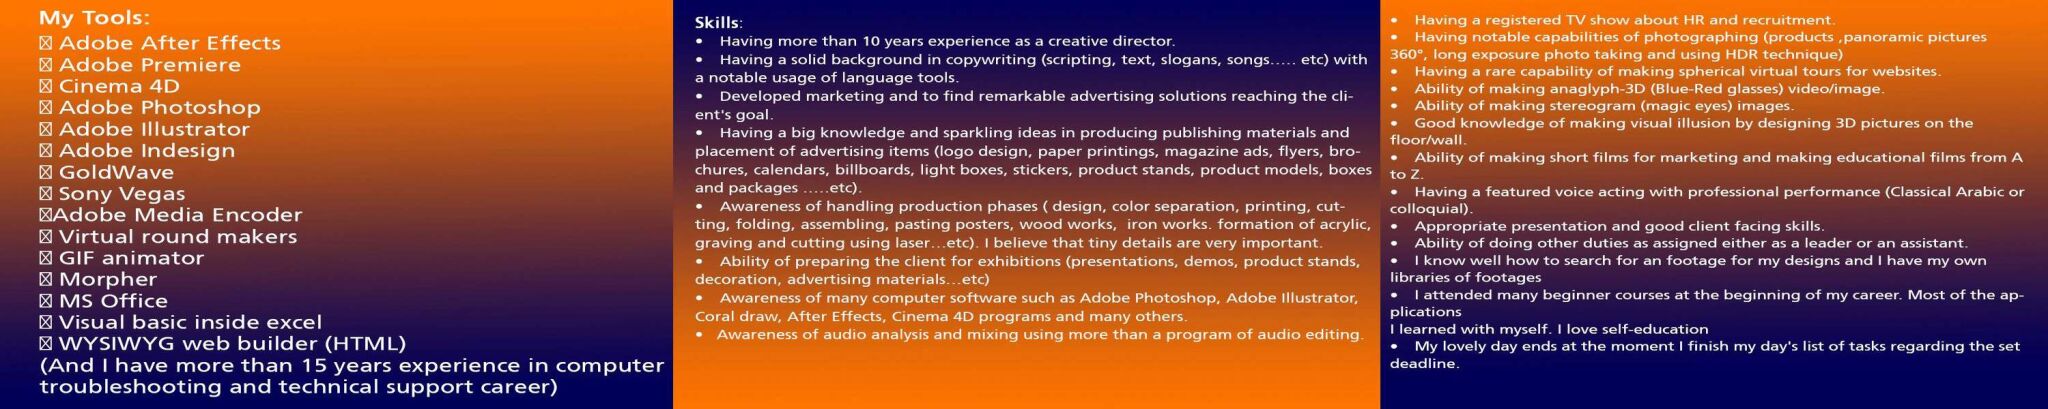 My Tools:
☒ Adobe After Effects
☒ Adobe Premiere
☒ Cinema 4D
☒ Adobe Photoshop
☒ Adobe Illustrator
☒ Adobe Indesign
☒ GoldWave
☒ Sony Vegas
☒Adobe Media Encoder
☒ Virtual round makers
☒ GIF animator
☒ Morpher
☒ MS Office
☒ Visual basic inside excel
☒ WYSIWYG web builder (HTML)
(And I have more than 15 years experience in computer
troubleshooting and technical support career)
Skills:
• Having more than 10 years experience as a creative director.
• Having a solid background in copywriting (scripting, text, slogans, songs..... etc) with
a notable usage of language tools.
• Developed marketing and to find remarkable advertising solutions reaching the cli-
ent's goal.
• Having a big knowledge and sparkling ideas in producing publishing materials and
placement of advertising items (logo design, paper printings, magazine ads, flyers, bro-
chures, calendars, billboards, light boxes, stickers, product stands, product models, boxes
and packages .....etc).
• Awareness of handling production phases ( design, color separation, printing, cut-
ting, folding, assembling, pasting posters, wood works, iron works. formation of acrylic,
graving and cutting using laser...etc). I believe that tiny details are very important.
• Ability of preparing the client for exhibitions (presentations, demos, product stands,
decoration, advertising materials...etc)
• Awareness of many computer software such as Adobe Photoshop, Adobe Illustrator,
Coral draw, After Effects, Cinema 4D programs and many others.
• Awareness of audio analysis and mixing using more than a program of audio editing.
• Having a registered TV show about HR and recruitment.
• Having notable capabilities of photographing (products ,panoramic pictures
360°, long exposure photo taking and using HDR technique)
• Having a rare capability of making spherical virtual tours for websites.
• Ability of making anaglyph-3D (Blue-Red glasses) video/image.
• Ability of making stereogram (magic eyes) images.
• Good knowledge of making visual illusion by designing 3D pictures on the
floor/wall.
• Ability of making short films for marketing and making educational films from A
to Z.
• Having a featured voice acting with professional performance (Classical Arabic or
colloquial).
• Appropriate presentation and good client facing skills.
• Ability of doing other duties as assigned either as a leader or an assistant.
• I know well how to search for an footage for my designs and I have my own
libraries of footages
• I attended many beginner courses at the beginning of my career. Most of the ap-
plications
I learned with myself. I love self-education
• My lovely day ends at the moment I finish my day's list of tasks regarding the set
deadline.